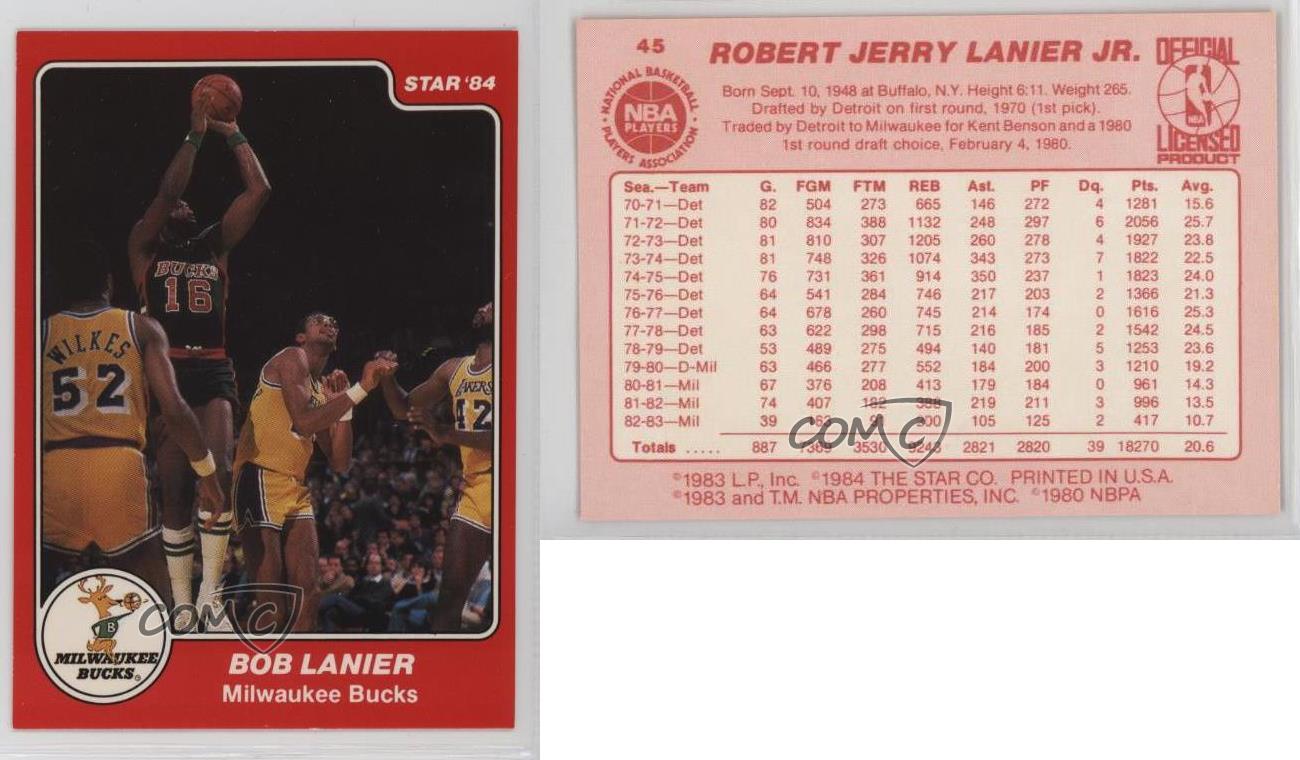 STAR '84
BUCKS
16
WILKES
52
LAKERS
42
B
MILWAUKEE
BUCKS®
BOB LANIER
Milwaukee Bucks
COMC
45
ROBERT JERRY LANIER JR.
NATIONAL BASKETBALL
NBA
PLAYERS
PLAYERS ASSOCIATION
OFFICIAL
NBA
LICENSED
PRODUCT
Born Sept. 10, 1948 at Buffalo, N.Y. Height 6:11. Weight 265.
Drafted by Detroit on first round, 1970 (1st pick).
Traded by Detroit to Milwaukee for Kent Benson and a 1980
1st round draft choice, February 4, 1980.
Sea.—Team G. FGM FTM REB Ast. PF Dq. Pts. Avg.
70-71—Det 82 504 273 665 146 272 4 1281 15.6
71-72—Det 80 834 388 1132 248 297 6 2056 25.7
72-73—Det 81 810 307 1205 260 278 4 1927 23.8
73-74—Det 81 748 326 1074 343 273 7 1822 22.5
74-75—Det 76 731 361 914 350 237 1 1823 24.0
75-76—Det 64 541 284 746 217 203 2 1366 21.3
76-77—Det 64 678 260 745 214 174 0 1616 25.3
77-78—Det 63 622 298 715 216 185 2 1542 24.5
78-79—Det 53 489 275 494 140 181 5 1253 23.6
79-80—D-Mil 63 466 277 552 184 200 3 1210 19.2
80-81—Mil 67 376 208 413 179 184 0 961 14.3
81-82—Mil 74 407 182 388 219 211 3 996 13.5
82-83—Mil 39 105 125 2 417 10.7
Totals ..... 887 7369 3530 9243 2821 2820 39 18270 20.6
COMC
©1983 L.P., Inc. ©1984 THE STAR CO. PRINTED IN U.S.A.
©1983 and T.M. NBA PROPERTIES, INC. ©1980 NBPA